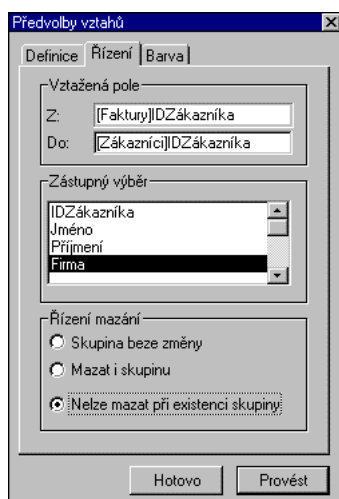 Předvolby vztahů
Definice Řízení Barva
Vztažená pole
Z: [Faktury]IDZákazníka
Do: [Zákazníci]IDZákazníka
Zástupný výběr
IDZákazníka
Jméno
Příjmení
Firma
Řízení mazání
Skupina beze změny
Mazat i skupinu
Nelze mazat při existenci skupiny
Hotovo Provést